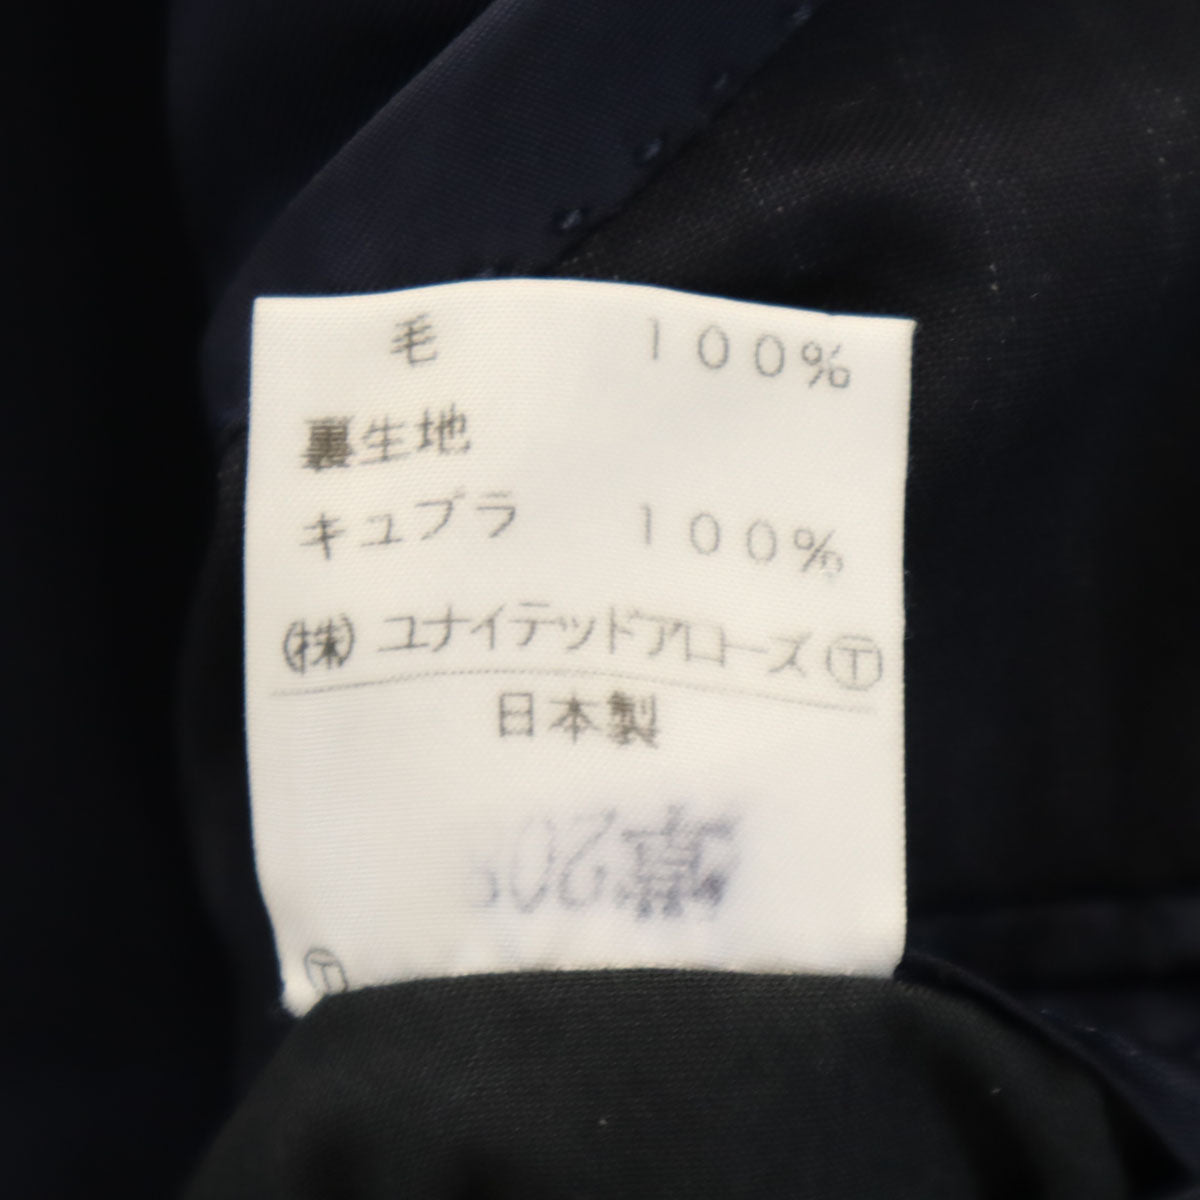 毛 100%
裏生地
キュプラ 100%
(株) ユナイテッドアローズ Ⓣ
日本製
Ⓣ